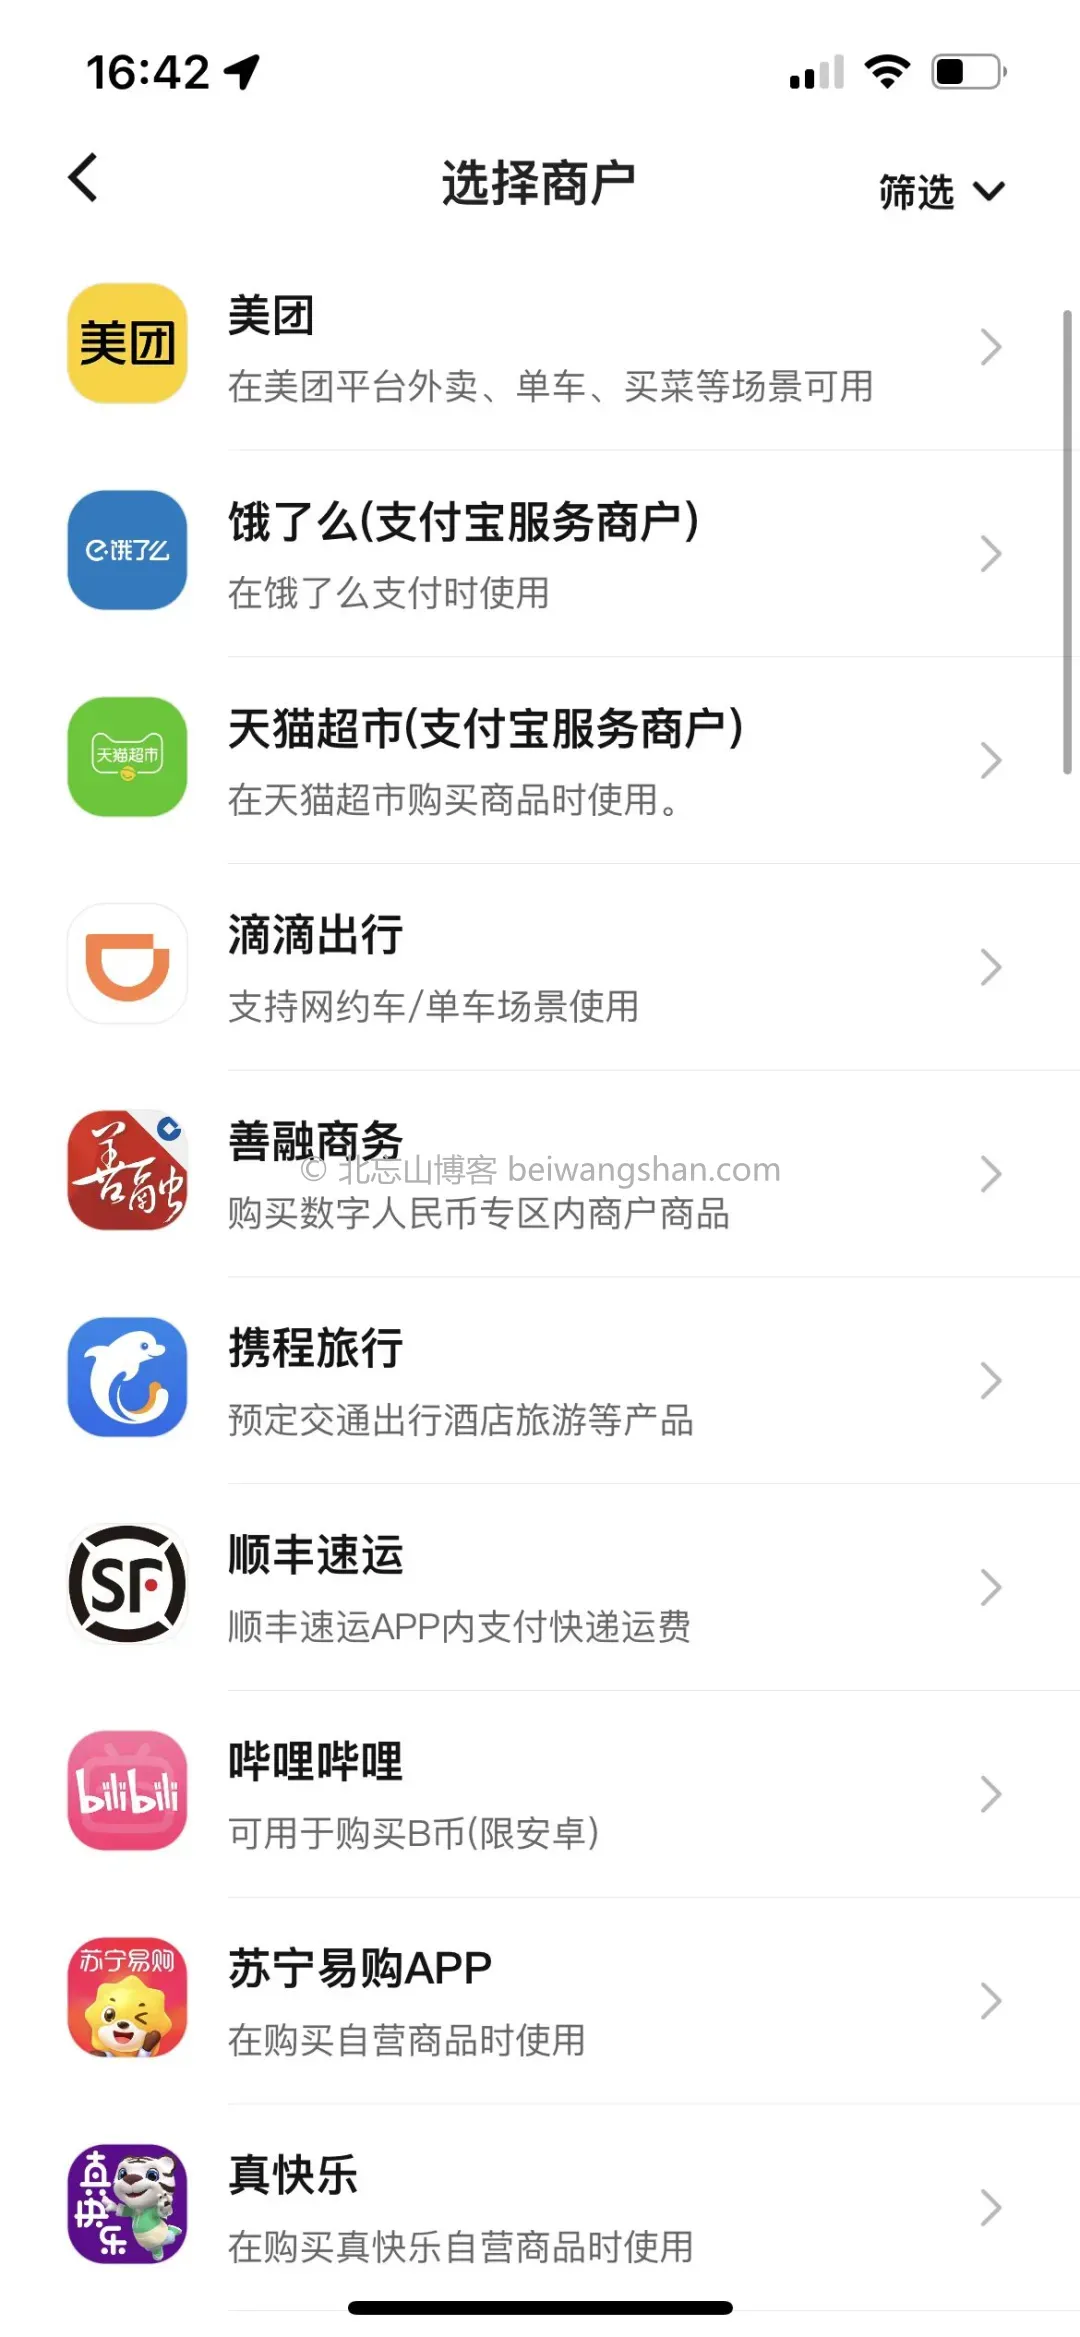 16:42
选择商户
筛选
美团
美团
在美团平台外卖、单车、买菜等场景可用
饿了么
饿了么(支付宝服务商户)
在饿了么支付时使用
天猫超市
天猫超市(支付宝服务商户)
在天猫超市购买商品时使用。
滴滴出行
支持网约车/单车场景使用
善融
善融商务
© 北忘山博客 beiwangshan.com
购买数字人民币专区内商户商品
携程旅行
预定交通出行酒店旅游等产品
SF
顺丰速运
顺丰速运APP内支付快递运费
bilibili
哔哩哔哩
可用于购买B币(限安卓)
苏宁易购
苏宁易购APP
在购买自营商品时使用
真快乐
真快乐
在购买真快乐自营商品时使用